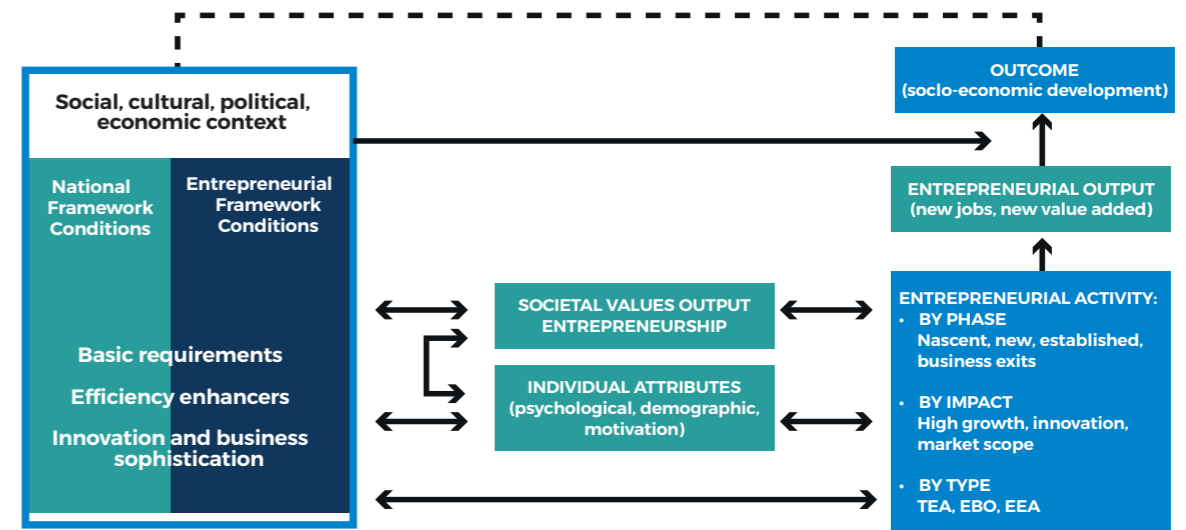 Social, cultural, political,
economic context
National
Framework
Conditions
Entrepreneurial
Framework
Conditions
Basic requirements
Efficiency enhancers
Innovation and business
sophistication
SOCIETAL VALUES OUTPUT
ENTREPRENEURSHIP
INDIVIDUAL ATTRIBUTES
(psychological, demographic,
motivation)
OUTCOME
(soclo-economic development)
ENTREPRENEURIAL OUTPUT
(new jobs, new value added)
ENTREPRENEURIAL ACTIVITY:
• BY PHASE
Nascent, new, established,
business exits
• BY IMPACT
High growth, innovation,
market scope
• BY TYPE
TEA, EBO, EEA